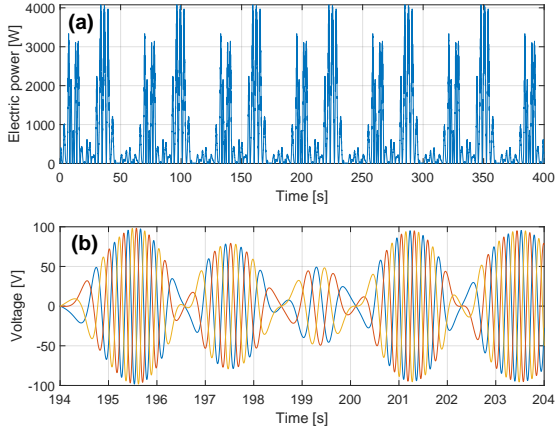 (a)
Electric power [W]
4000
3000
2000
1000
0
0 50 100 150 200 250 300 350 400
Time [s]
(b)
Voltage [V]
100
50
0
-50
-100
194 195 196 197 198 199 200 201 202 203 204
Time [s]